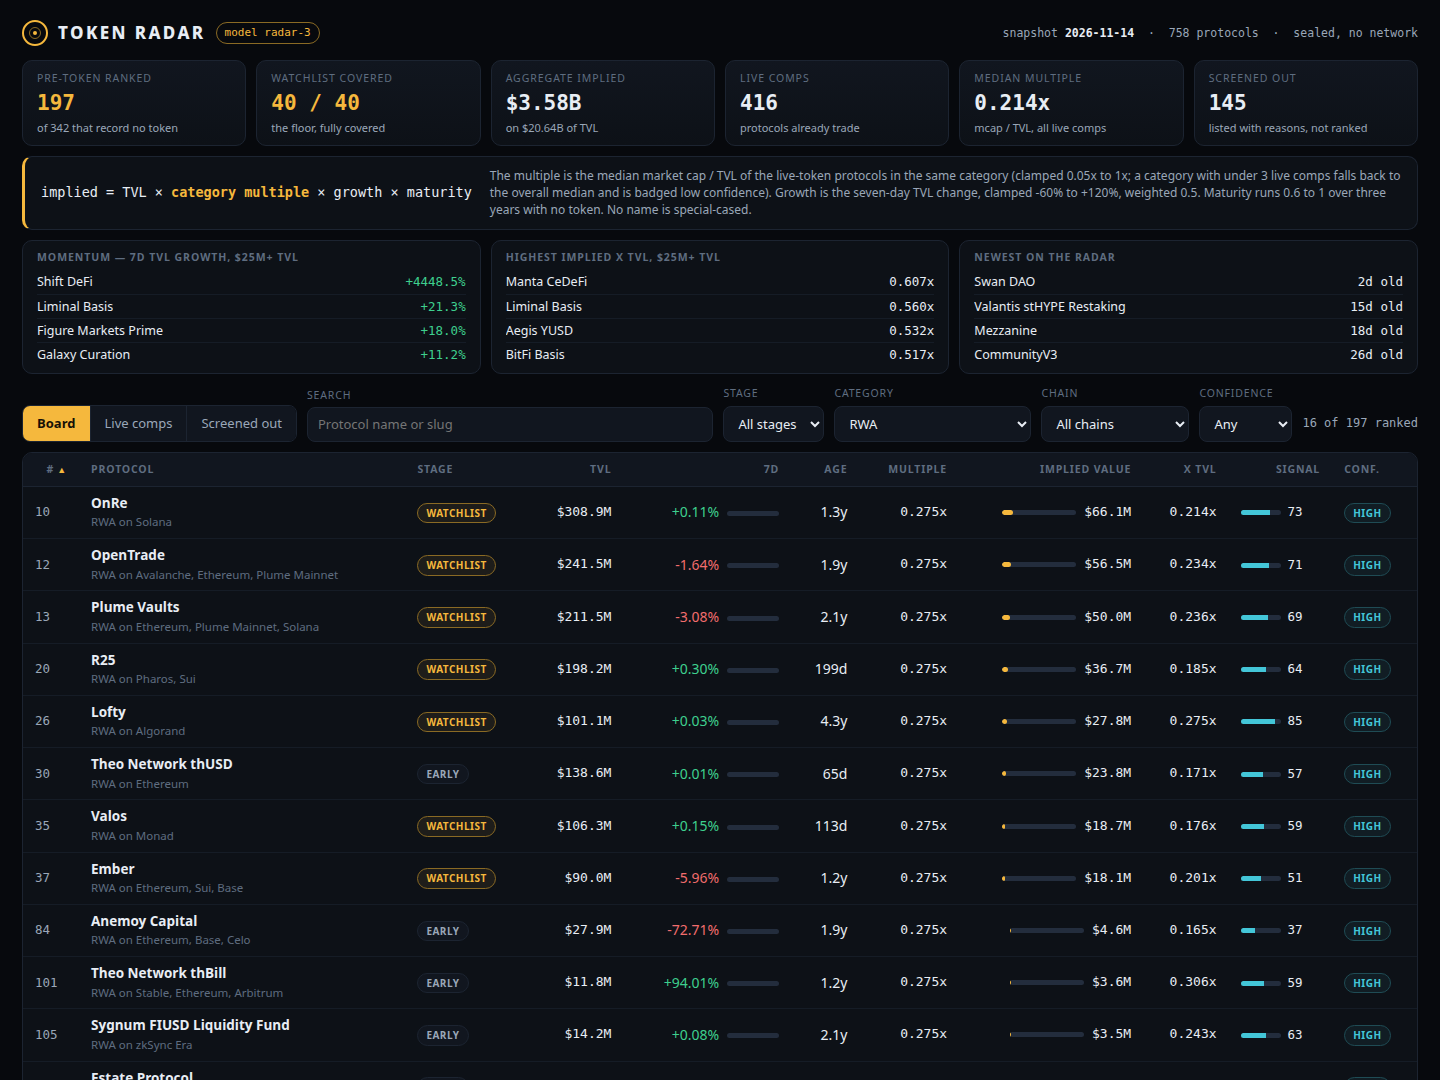 TOKEN RADAR model radar-3 snapshot 2026-11-14 · 758 protocols · sealed, no network
PRE-TOKEN RANKED
197
of 342 that record no token
WATCHLIST COVERED
40 / 40
the floor, fully covered
AGGREGATE IMPLIED
$3.58B
on $20.64B of TVL
LIVE COMPS
416
protocols already trade
MEDIAN MULTIPLE
0.214x
mcap / TVL, all live comps
SCREENED OUT
145
listed with reasons, not ranked
implied = TVL × category multiple × growth × maturity
The multiple is the median market cap / TVL of the live-token protocols in the same category (clamped 0.05x to 1x; a category with under 3 live comps falls back to
the overall median and is badged low confidence). Growth is the seven-day TVL change, clamped -60% to +120%, weighted 0.5. Maturity runs 0.6 to 1 over three
years with no token. No name is special-cased.
MOMENTUM — 7D TVL GROWTH, $25M+ TVL
Shift DeFi +4448.5%
Liminal Basis +21.3%
Figure Markets Prime +18.0%
Galaxy Curation +11.2%
HIGHEST IMPLIED X TVL, $25M+ TVL
Manta CeDeFi 0.607x
Liminal Basis 0.560x
Aegis YUSD 0.532x
BitFi Basis 0.517x
NEWEST ON THE RADAR
Swan DAO 2d old
Valantis stHYPE Restaking 15d old
Mezzanine 18d old
CommunityV3 26d old
Board Live comps Screened out
SEARCH
Protocol name or slug
STAGE
All stages
CATEGORY
RWA
CHAIN
All chains
CONFIDENCE
Any
16 of 197 ranked
# ▲ PROTOCOL STAGE TVL 7D AGE MULTIPLE IMPLIED VALUE X TVL SIGNAL CONF.
10 OnRe WATCHLIST $308.9M +0.11% 1.3y 0.275x $66.1M 0.214x 73 HIGH
RWA on Solana
12 OpenTrade WATCHLIST $241.5M -1.64% 1.9y 0.275x $56.5M 0.234x 71 HIGH
RWA on Avalanche, Ethereum, Plume Mainnet
13 Plume Vaults WATCHLIST $211.5M -3.08% 2.1y 0.275x $50.0M 0.236x 69 HIGH
RWA on Ethereum, Plume Mainnet, Solana
20 R25 WATCHLIST $198.2M +0.30% 199d 0.275x $36.7M 0.185x 64 HIGH
RWA on Pharos, Sui
26 Lofty WATCHLIST $101.1M +0.03% 4.3y 0.275x $27.8M 0.275x 85 HIGH
RWA on Algorand
30 Theo Network thUSD EARLY $138.6M +0.01% 65d 0.275x $23.8M 0.171x 57 HIGH
RWA on Ethereum
35 Valos WATCHLIST $106.3M +0.15% 113d 0.275x $18.7M 0.176x 59 HIGH
RWA on Monad
37 Ember WATCHLIST $90.0M -5.96% 1.2y 0.275x $18.1M 0.201x 51 HIGH
RWA on Ethereum, Sui, Base
84 Anemoy Capital EARLY $27.9M -72.71% 1.9y 0.275x $4.6M 0.165x 37 HIGH
RWA on Ethereum, Base, Celo
101 Theo Network thBill EARLY $11.8M +94.01% 1.2y 0.275x $3.6M 0.306x 59 HIGH
RWA on Stable, Ethereum, Arbitrum
105 Sygnum FIUSD Liquidity Fund EARLY $14.2M +0.08% 2.1y 0.275x $3.5M 0.243x 63 HIGH
RWA on zkSync Era
Estate Protocol